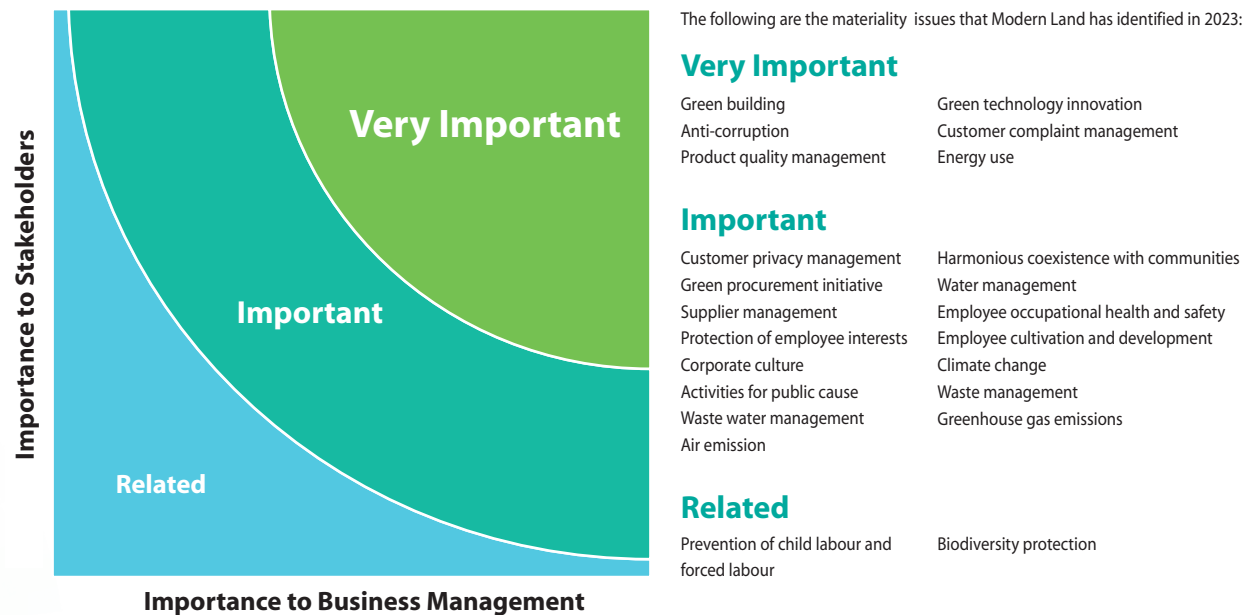 Importance to Stakeholders
Very Important
Important
Related
Importance to Business Management
The following are the materiality issues that Modern Land has identified in 2023:
Very Important
Green building
Anti-corruption
Product quality management
Green technology innovation
Customer complaint management
Energy use
Important
Customer privacy management
Green procurement initiative
Supplier management
Protection of employee interests
Corporate culture
Activities for public cause
Waste water management
Air emission
Harmonious coexistence with communities
Water management
Employee occupational health and safety
Employee cultivation and development
Climate change
Waste management
Greenhouse gas emissions
Related
Prevention of child labour and
forced labour
Biodiversity protection